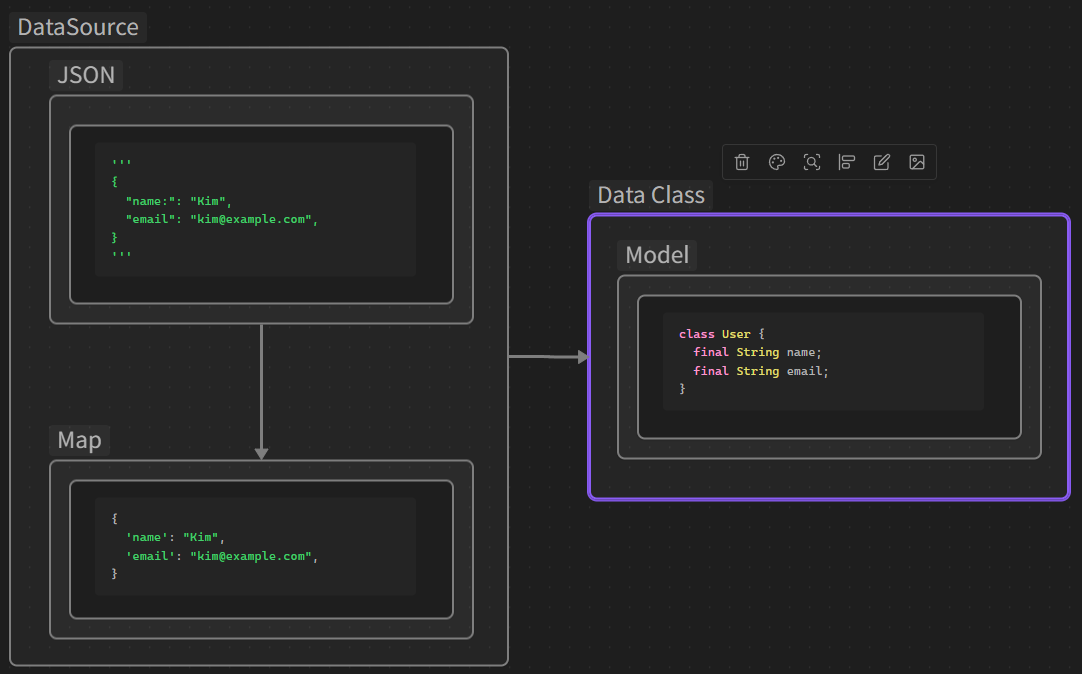 DataSource
JSON
'''
{
  "name:": "Kim",
  "email": "kim@example.com",
}
'''
Map
{
  'name': "Kim",
  'email': "kim@example.com",
}
Data Class
Model
class User {
  final String name;
  final String email;
}